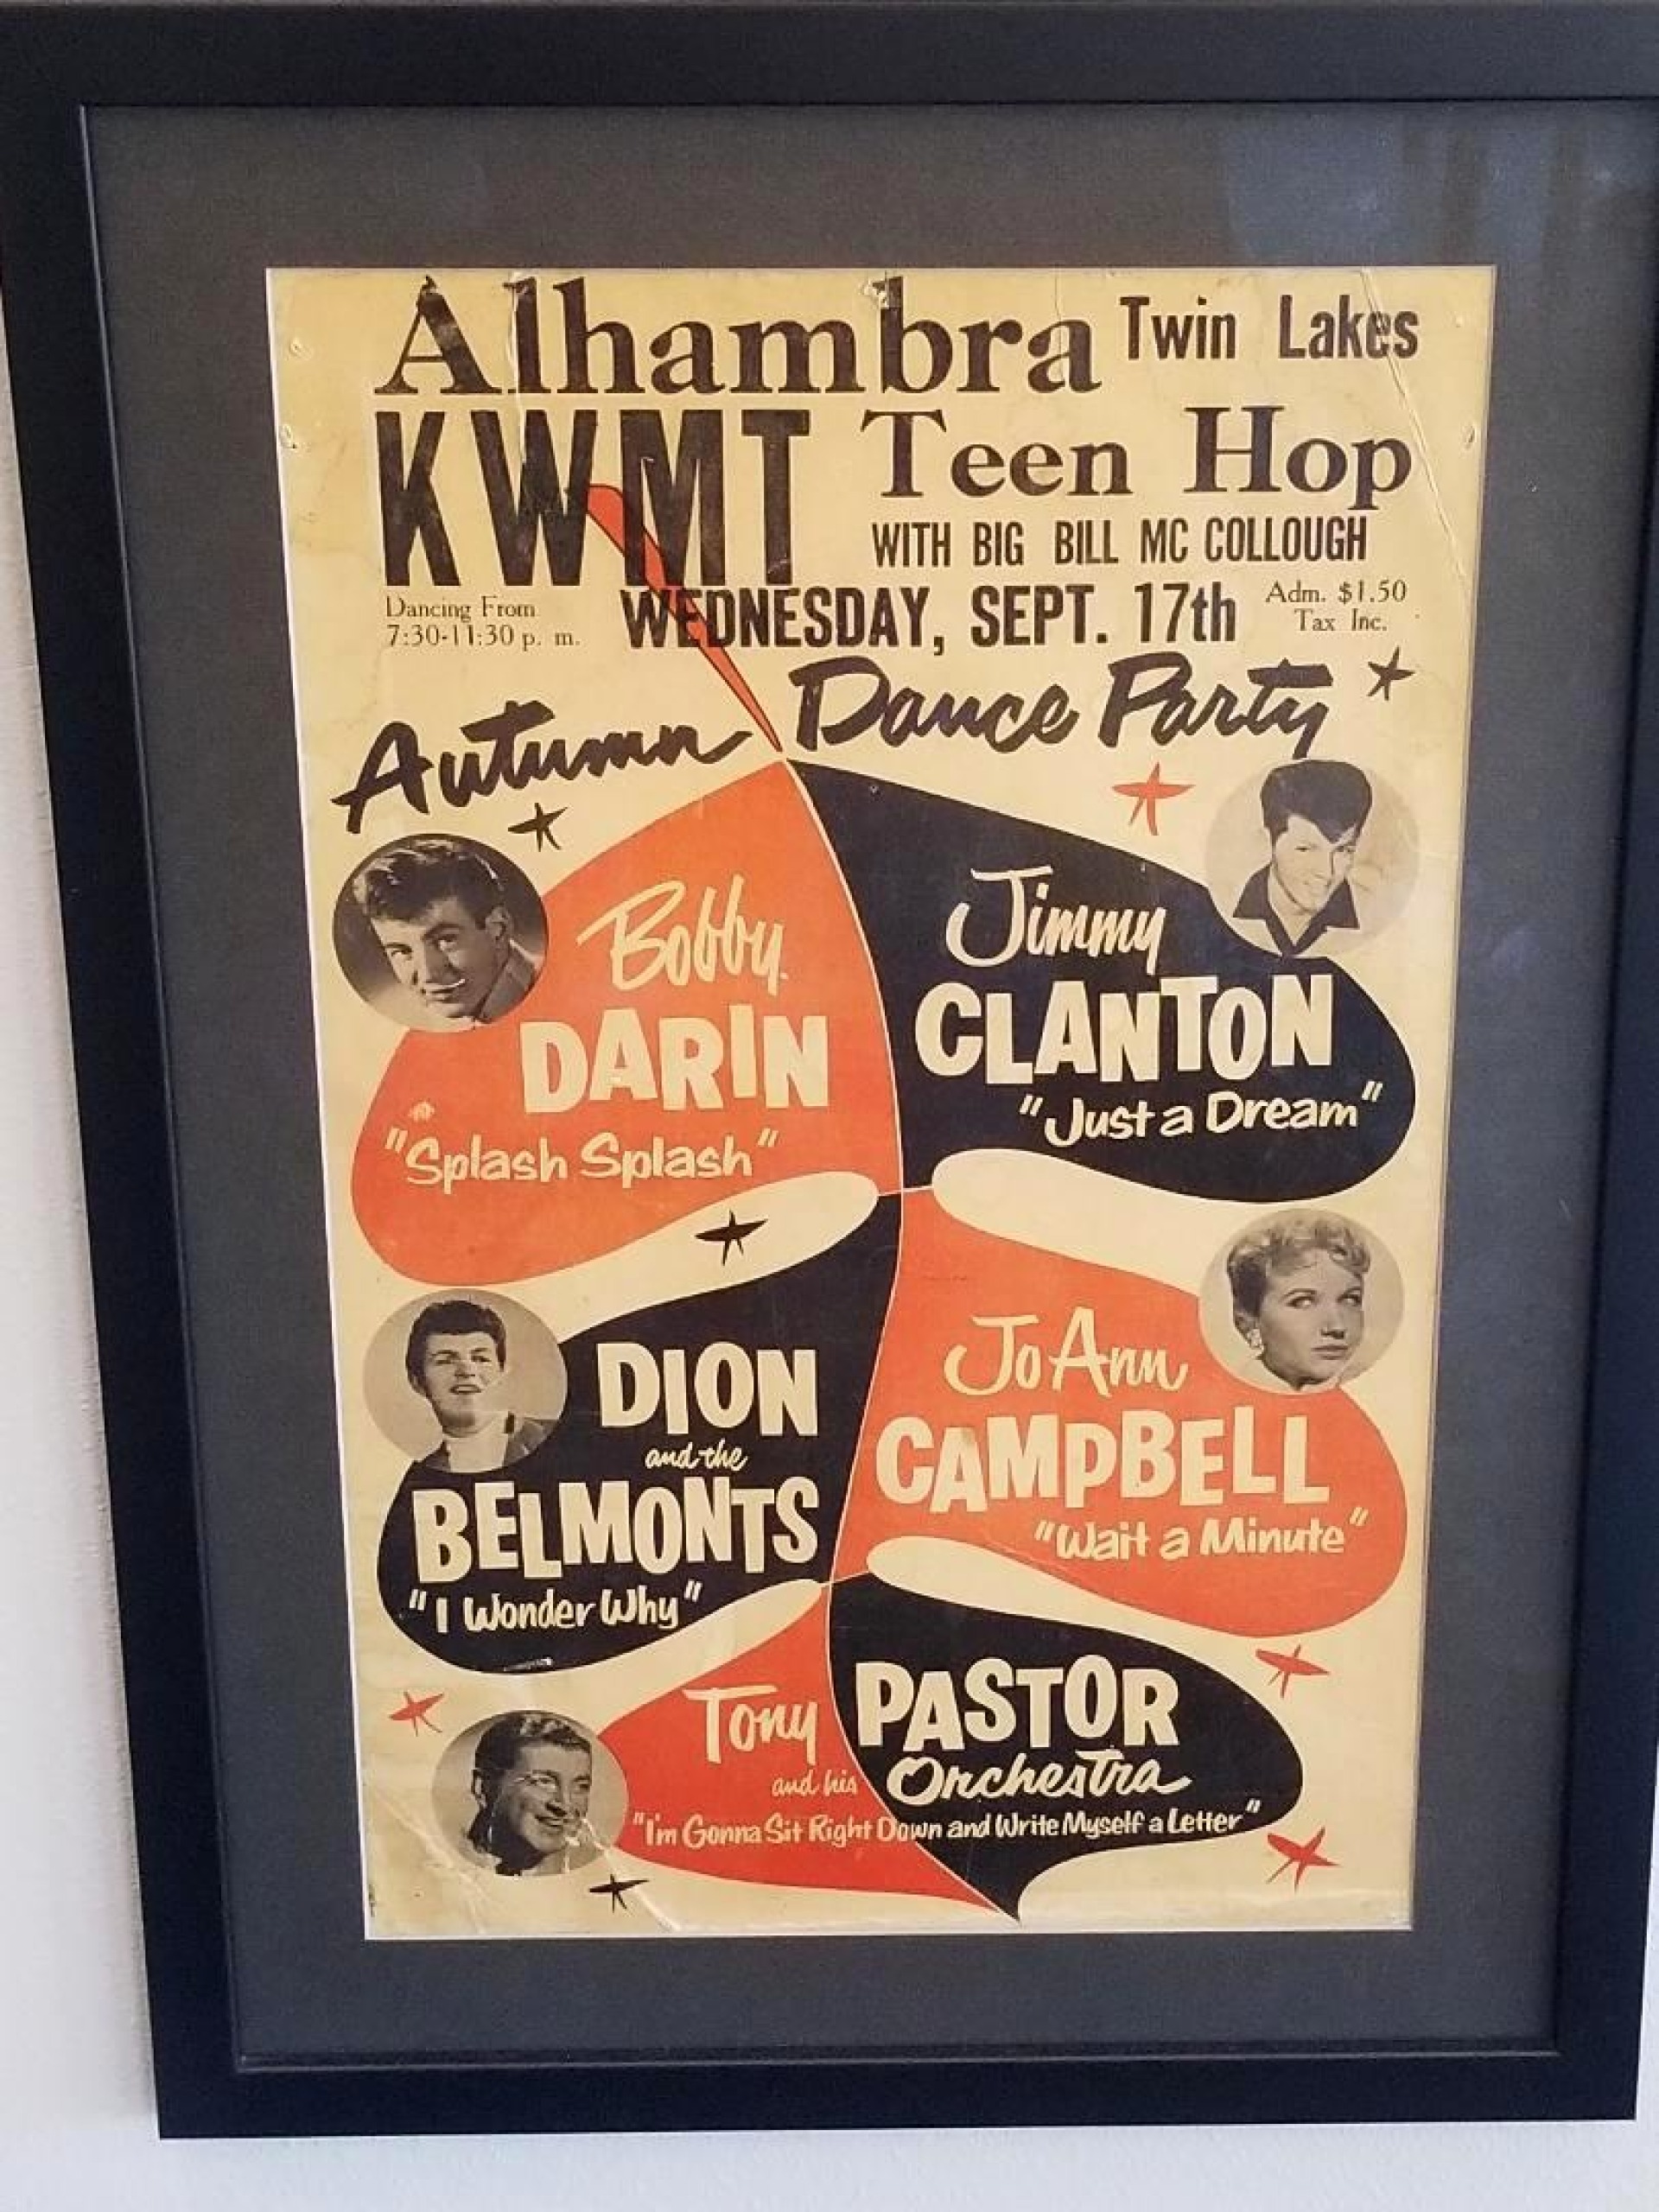 Alhambra Twin Lakes
KWMT Teen Hop
WITH BIG BILL MC COLLOUGH
Dancing From
7:30-11:30 p. m.
WEDNESDAY, SEPT. 17th
Adm. $1.50
Tax Inc.
Autumn Dance Party
Bobby
DARIN
"Splash Splash"
Jimmy
CLANTON
"Just a Dream"
DION
and the
BELMONTS
"I Wonder Why"
Jo Ann
CAMPBELL
"Wait a Minute"
Tony PASTOR
and his Orchestra
"I'm Gonna Sit Right Down and Write Myself a Letter"